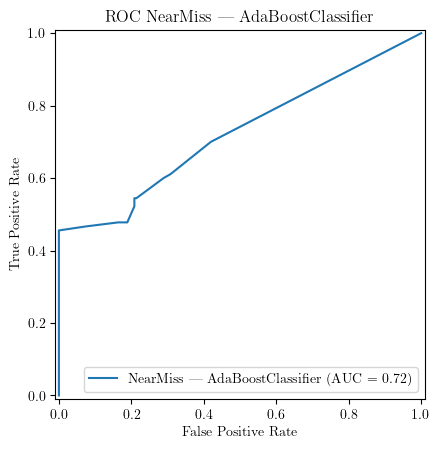 ROC NearMiss — AdaBoostClassifier
1.0
0.8
0.6
0.4
0.2
0.0
True Positive Rate
NearMiss — AdaBoostClassifier (AUC = 0.72)
0.0 0.2 0.4 0.6 0.8 1.0
False Positive Rate